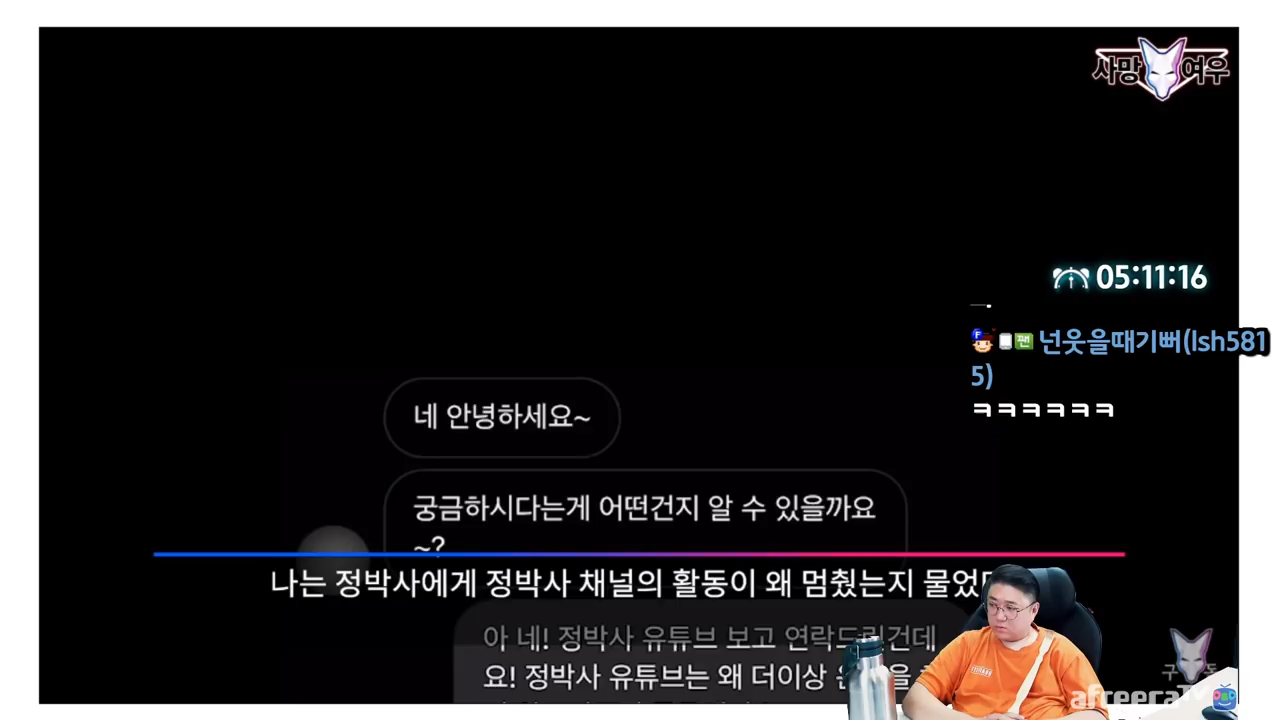 사망여우
05:11:16
F 팬 넌웃을때기뻐(lsh581
5)
ㅋㅋㅋㅋㅋㅋ
네 안녕하세요~
궁금하시다는게 어떤건지 알 수 있을까요
~?
나는 정박사에게 정박사 채널의 활동이 왜 멈췄는지 물었
아 네! 정박사 유튜브 보고 연락드린건데
요! 정박사 유튜브는 왜 더이상
afreecaTV